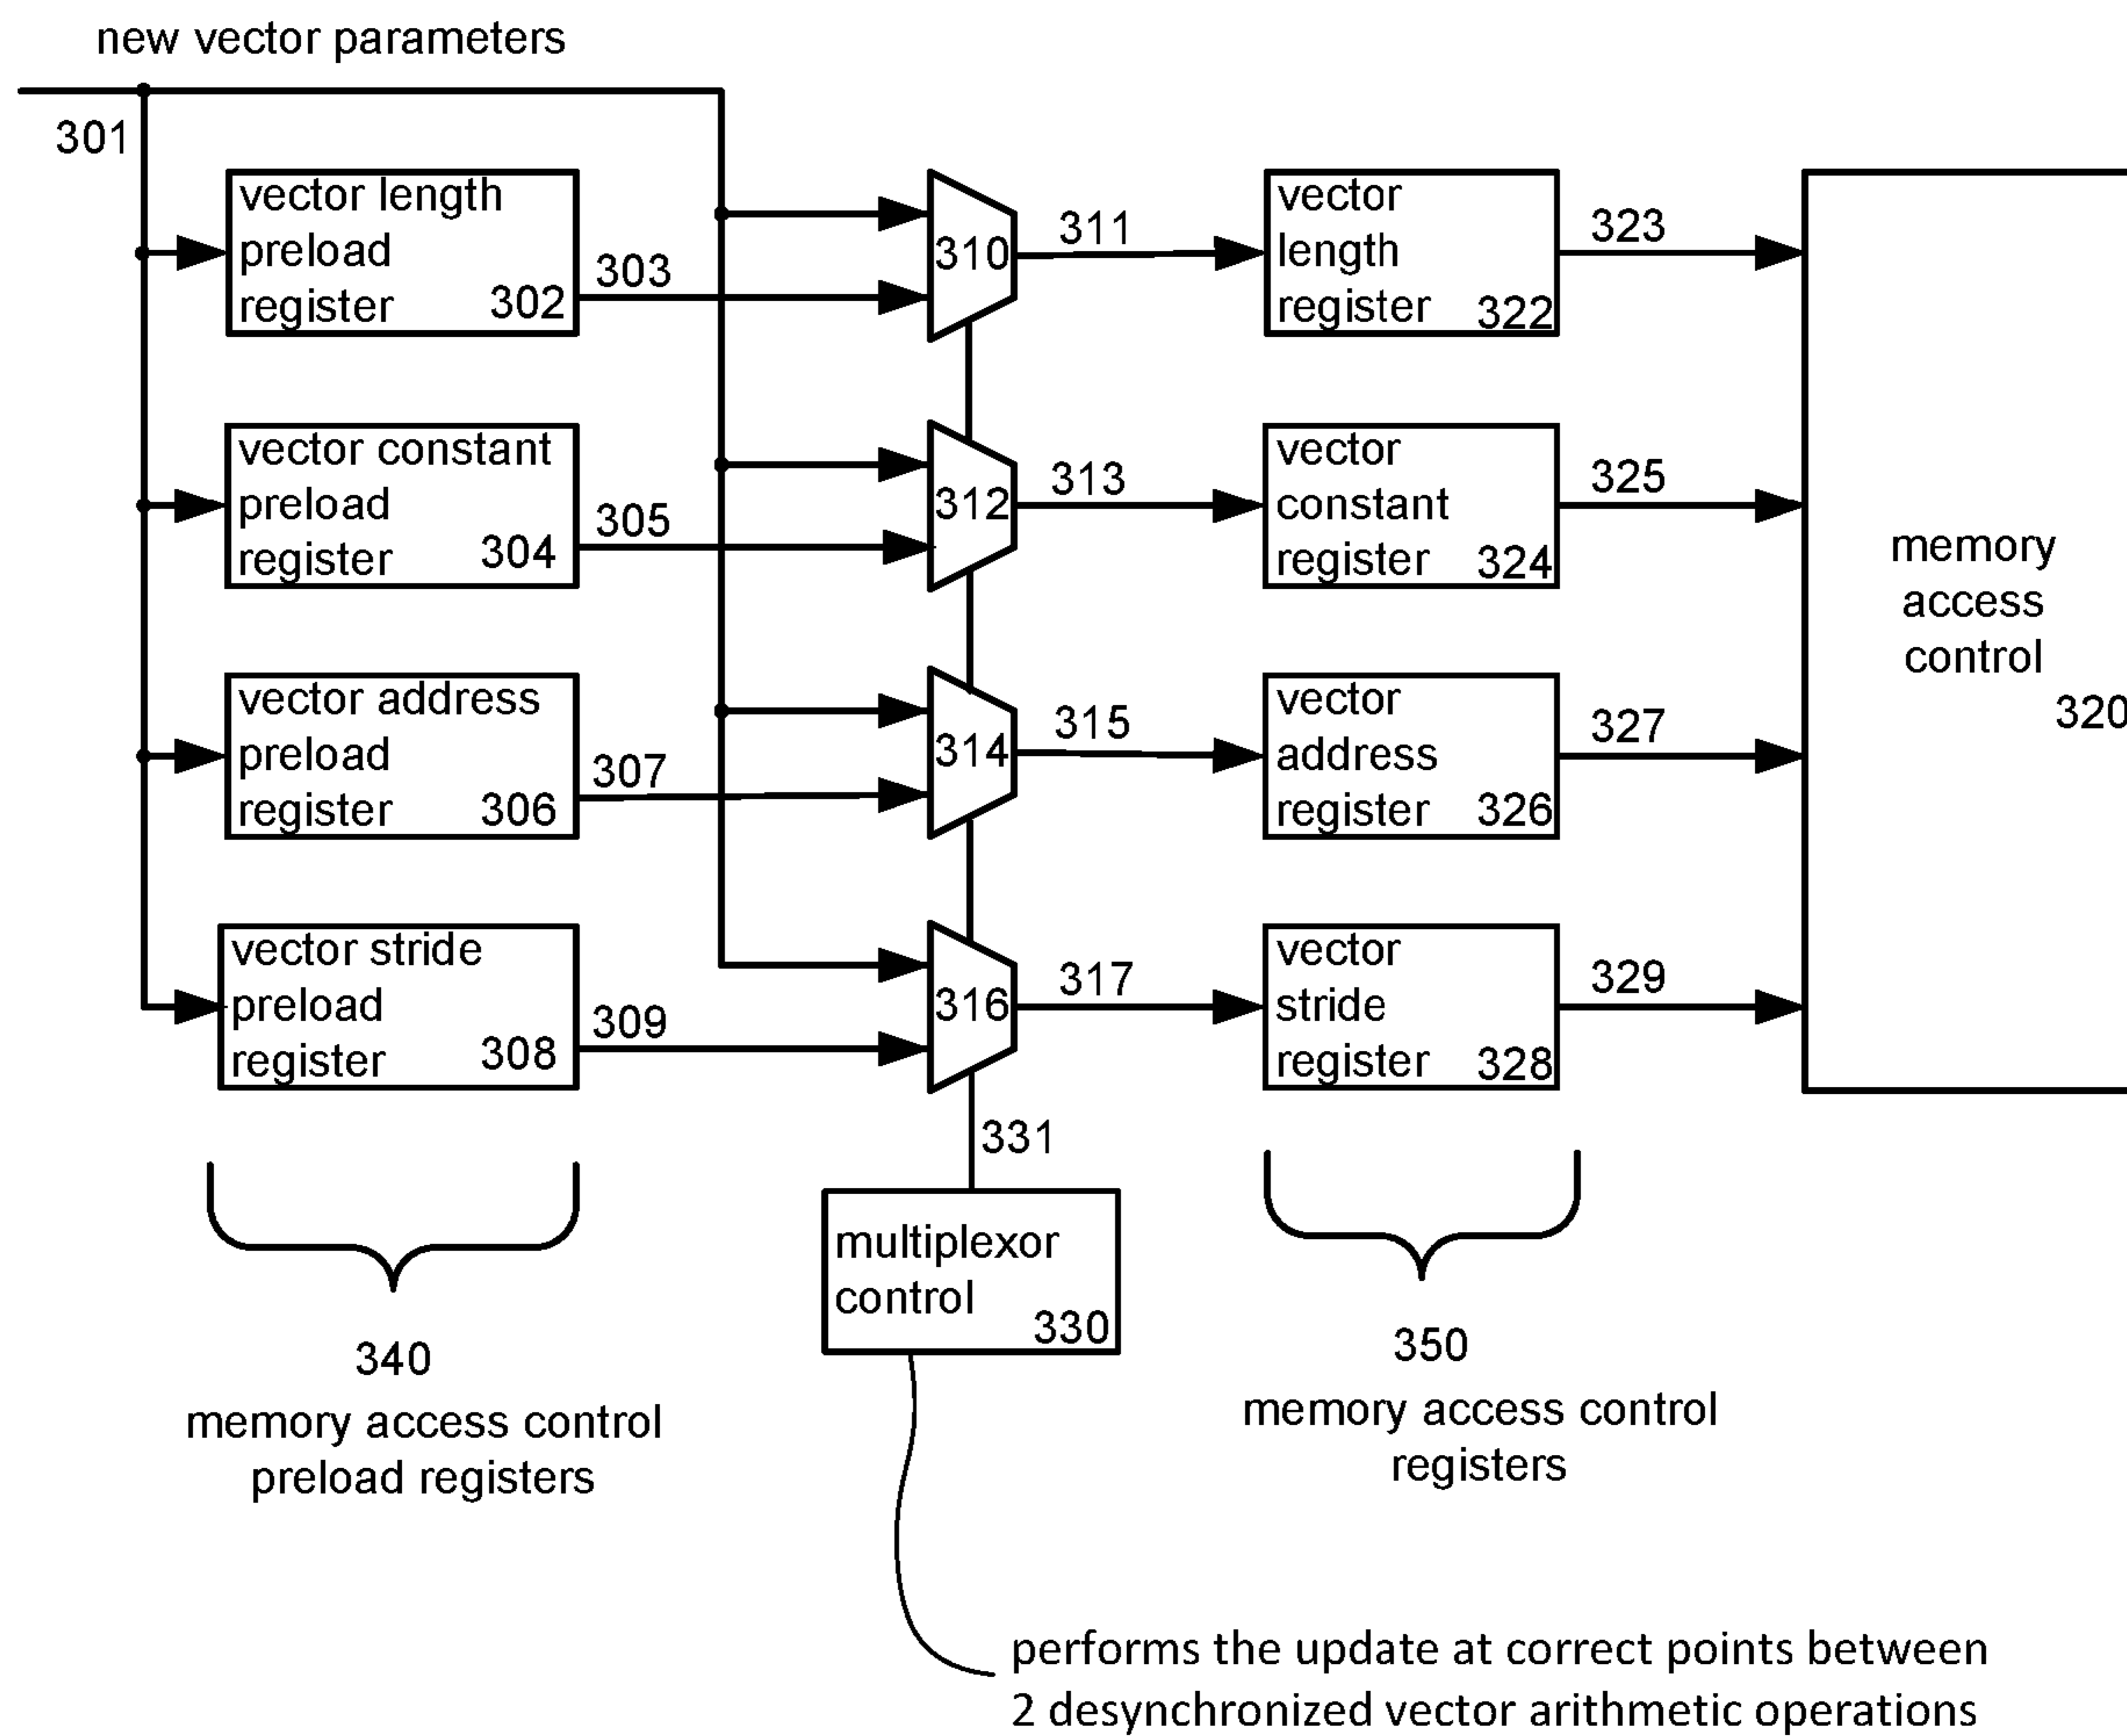 new vector parameters
301
vector length
preload
register 302
303
310
311
vector
length
register 322
323
vector constant
preload
register 304
305
312
313
vector
constant
register 324
325
memory
access
control
320
vector address
preload
register 306
307
314
315
vector
address
register 326
327
vector stride
preload
register 308
309
316
317
vector
stride
register 328
329
331
multiplexor
control
330
340
memory access control
preload registers
350
memory access control
registers
performs the update at correct points between
2 desynchronized vector arithmetic operations